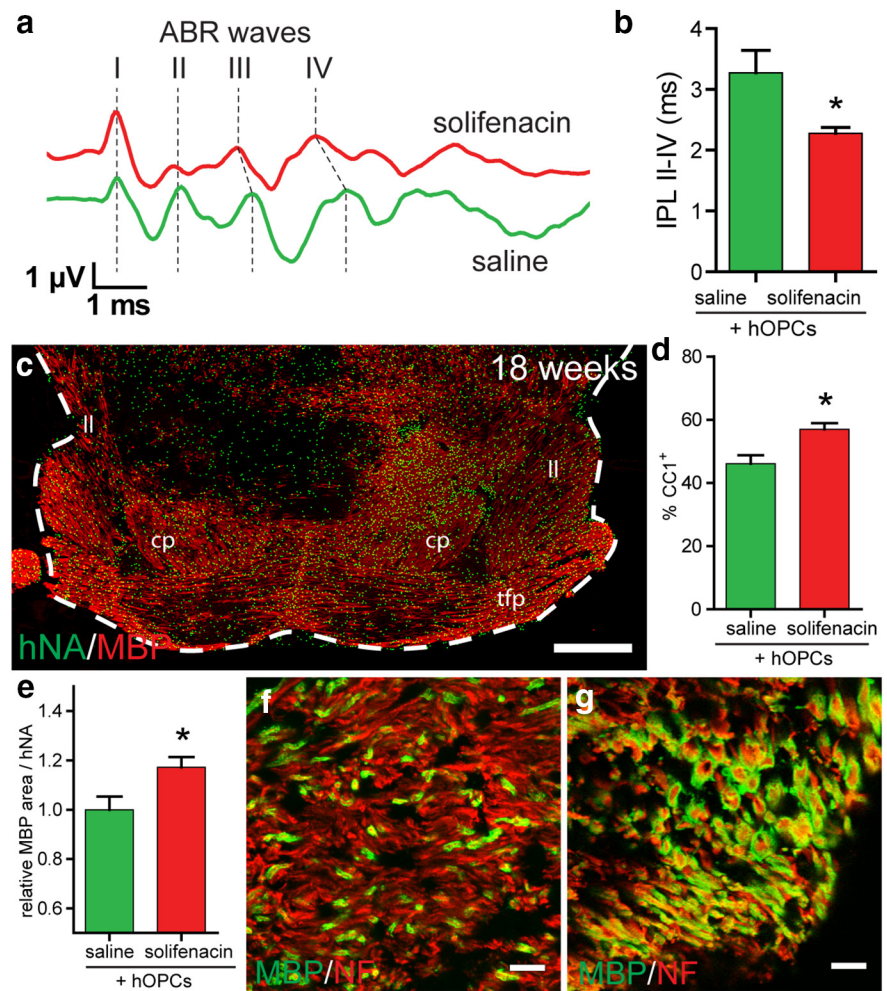 a
ABR waves
I II III IV
solifenacin
saline
1 µV
1 ms
b
IPL II-IV (ms)
4
3
2
1
0
*
saline solifenacin
+ hOPCs
c
18 weeks
ll
ll
cp
cp
tfp
hNA/MBP
d
% CC1+
80
60
40
20
0
*
saline solifenacin
+ hOPCs
e
relative MBP area / hNA
1.4
1.2
1.0
0.8
0.6
*
saline solifenacin
+ hOPCs
f
MBP/NF
g
MBP/NF